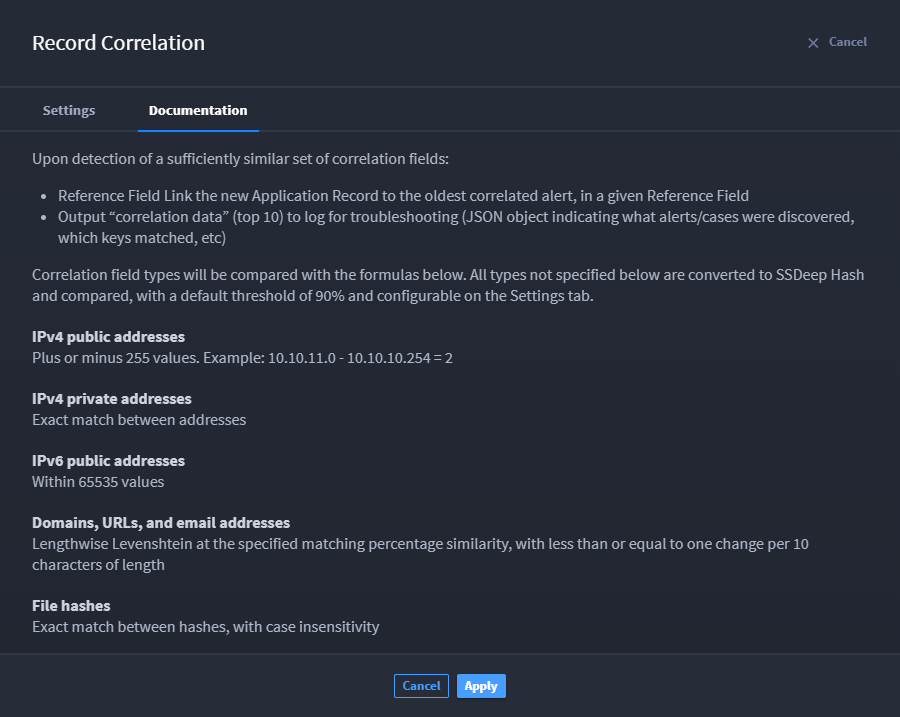 Record Correlation
Cancel
Settings
Documentation
Upon detection of a sufficiently similar set of correlation fields:
• Reference Field Link the new Application Record to the oldest correlated alert, in a given Reference Field
• Output “correlation data” (top 10) to log for troubleshooting (JSON object indicating what alerts/cases were discovered,
which keys matched, etc)
Correlation field types will be compared with the formulas below. All types not specified below are converted to SSDeep Hash
and compared, with a default threshold of 90% and configurable on the Settings tab.
IPv4 public addresses
Plus or minus 255 values. Example: 10.10.11.0 - 10.10.10.254 = 2
IPv4 private addresses
Exact match between addresses
IPv6 public addresses
Within 65535 values
Domains, URLs, and email addresses
Lengthwise Levenshtein at the specified matching percentage similarity, with less than or equal to one change per 10
characters of length
File hashes
Exact match between hashes, with case insensitivity
Cancel
Apply